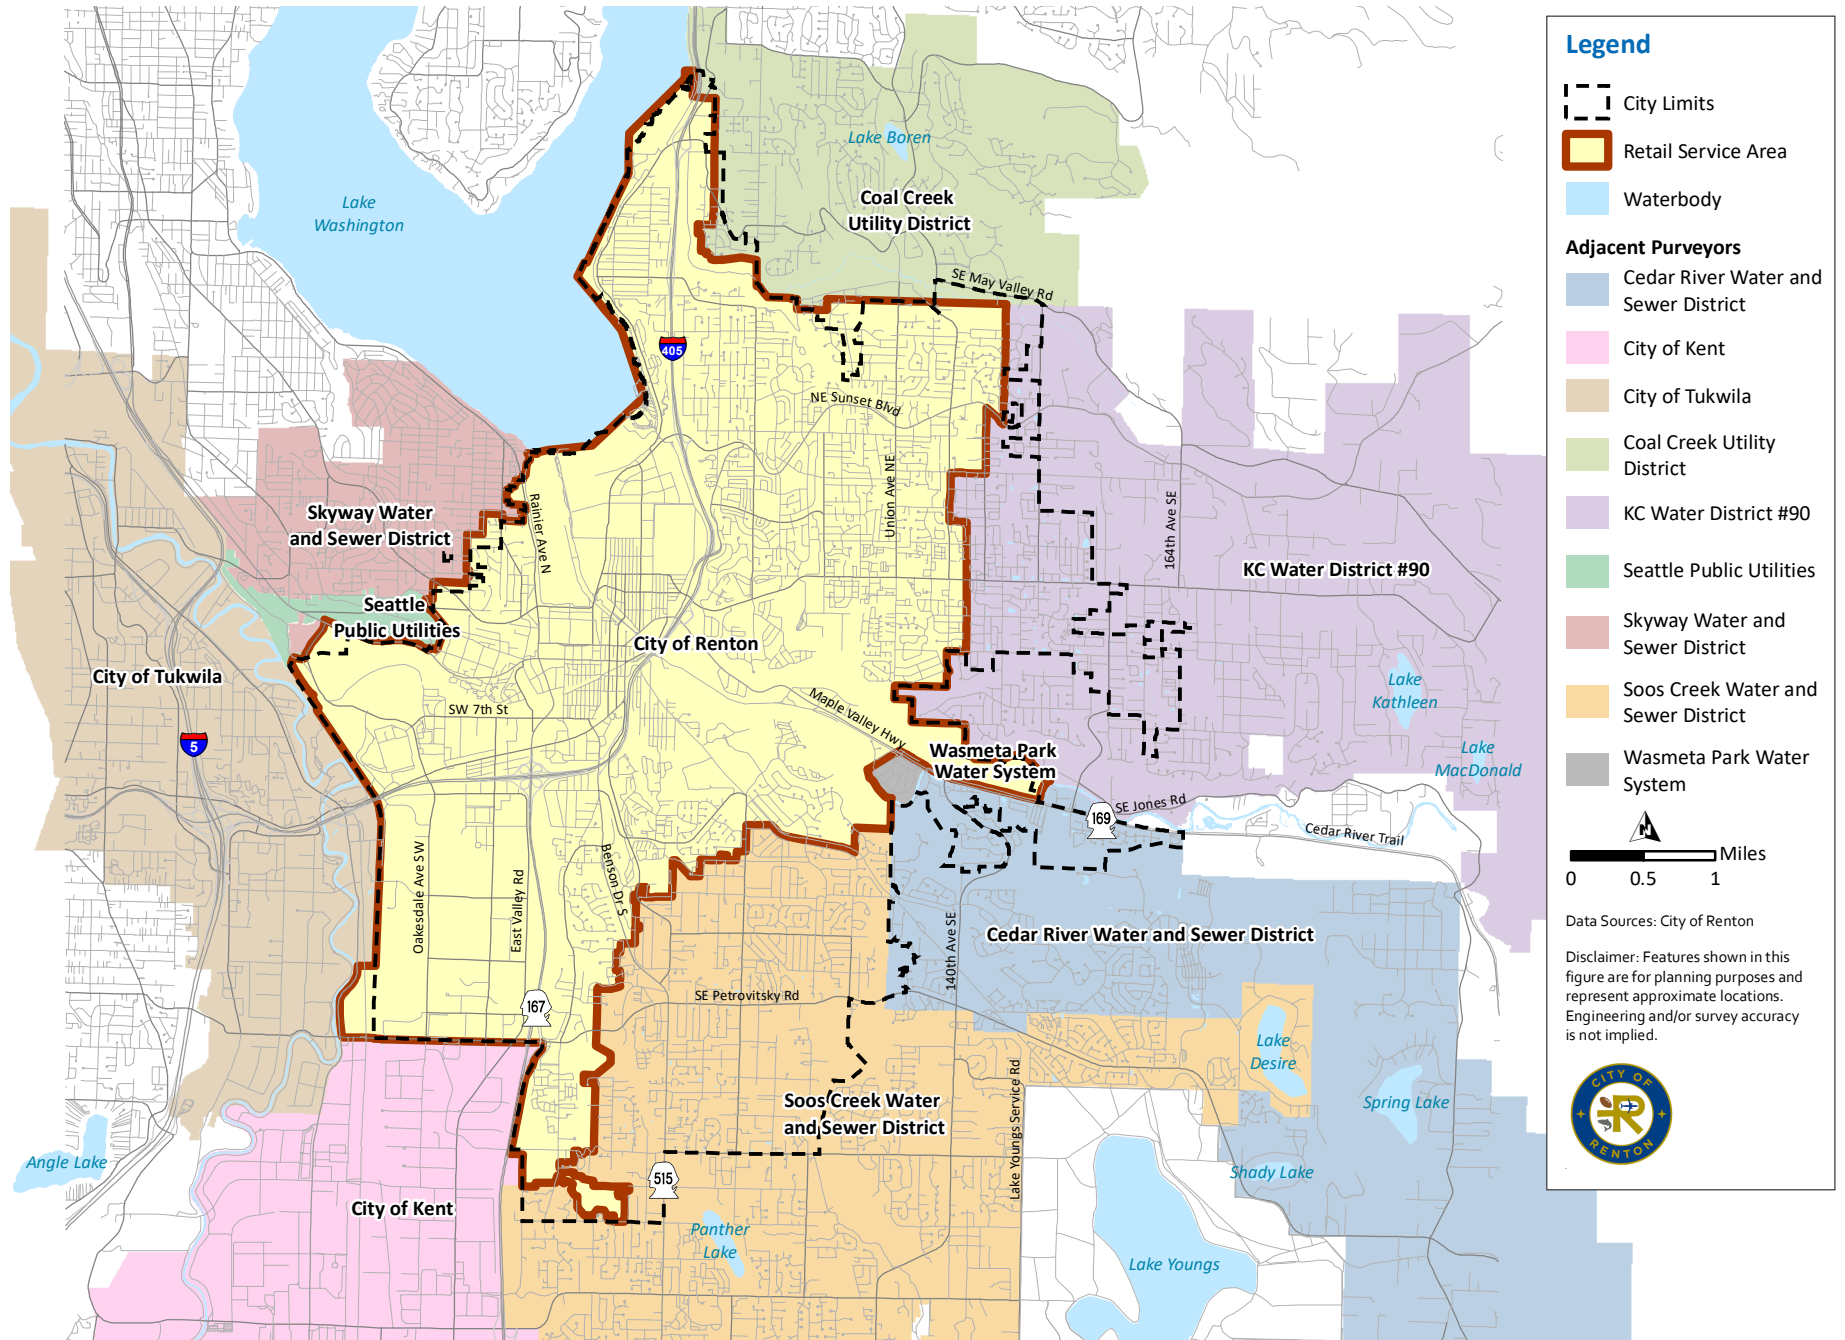 Lake
Washington
Lake Boren
Coal Creek
Utility District
SE May Valley Rd
405
NE Sunset Blvd
Union Ave NE
164th Ave SE
Skyway Water
and Sewer District
Rainier Ave N
KC Water District #90
Seattle
Public Utilities
City of Renton
City of Tukwila
Lake
Kathleen
SW 7th St
Maple Valley Hwy
5
Wasmeta Park
Water System
Lake
MacDonald
SE Jones Rd
169
Cedar River Trail
Oakesdale Ave SW
East Valley Rd
Benson Dr S
140th Ave SE
Cedar River Water and Sewer District
SE Petrovitsky Rd
167
Lake
Desire
Lake Youngs Service Rd
Soos Creek Water
and Sewer District
Spring Lake
Angle Lake
515
Shady Lake
City of Kent
Panther
Lake
Lake Youngs
Legend
City Limits
Retail Service Area
Waterbody
Adjacent Purveyors
Cedar River Water and
Sewer District
City of Kent
City of Tukwila
Coal Creek Utility
District
KC Water District #90
Seattle Public Utilities
Skyway Water and
Sewer District
Soos Creek Water and
Sewer District
Wasmeta Park Water
System
N
Miles
0 0.5 1
Data Sources: City of Renton
Disclaimer: Features shown in this
figure are for planning purposes and
represent approximate locations.
Engineering and/or survey accuracy
is not implied.
CITY OF
R
RENTON